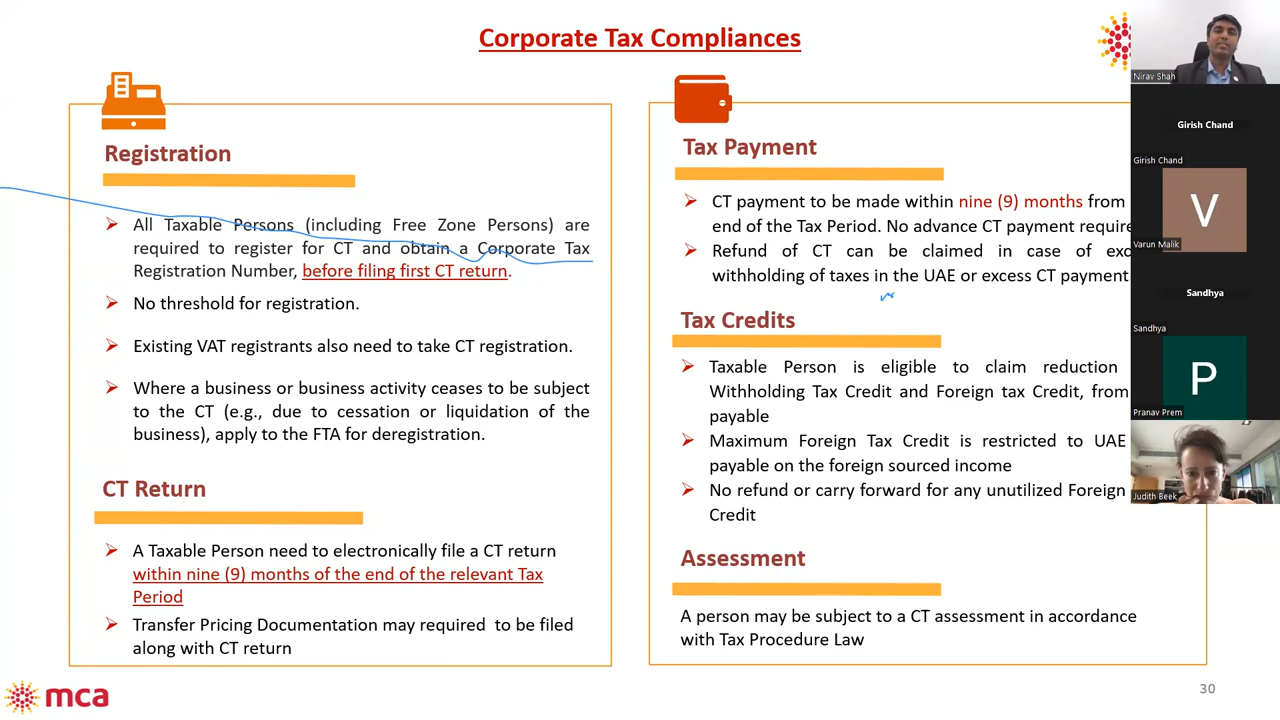 Corporate Tax Compliances
Registration
All Taxable Persons (including Free Zone Persons) are
required to register for CT and obtain a Corporate Tax
Registration Number, before filing first CT return.
No threshold for registration.
Existing VAT registrants also need to take CT registration.
Where a business or business activity ceases to be subject
to the CT (e.g., due to cessation or liquidation of the
business), apply to the FTA for deregistration.
CT Return
A Taxable Person need to electronically file a CT return
within nine (9) months of the end of the relevant Tax
Period
Transfer Pricing Documentation may required to be filed
along with CT return
Tax Payment
CT payment to be made within nine (9) months from
end of the Tax Period. No advance CT payment require
Refund of CT can be claimed in case of exc
withholding of taxes in the UAE or excess CT payment
Tax Credits
Taxable Person is eligible to claim reduction
Withholding Tax Credit and Foreign tax Credit, from
payable
Maximum Foreign Tax Credit is restricted to UAE
payable on the foreign sourced income
No refund or carry forward for any unutilized Foreign
Credit
Assessment
A person may be subject to a CT assessment in accordance
with Tax Procedure Law
mca
30
Nirav Shah
Girish Chand
Girish Chand
V
Varun Malik
Sandhya
Sandhya
P
Pranav Prem
Judith Beek